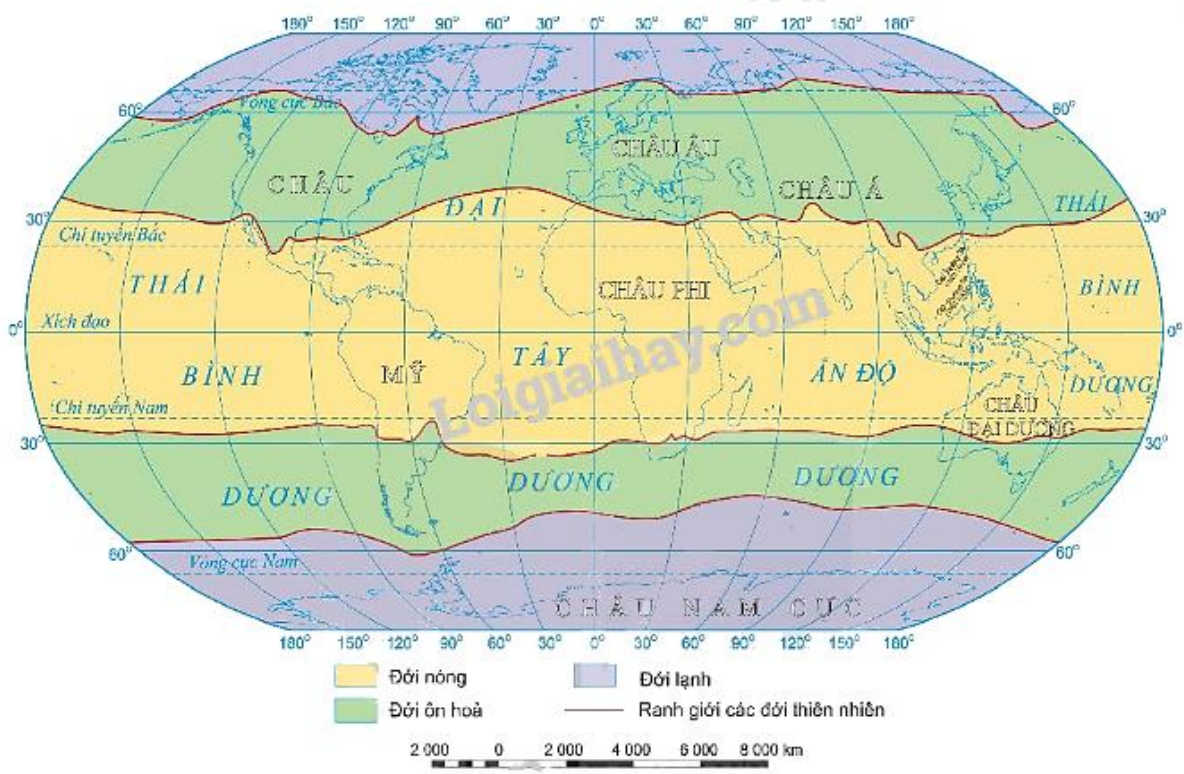 180° 150° 120° 90° 60° 30° 0° 30° 60° 90° 120° 150° 180°
Vòng cực Bắc
60° 60°
CHÂU ÂU
CHÂU CHÂU Á
ĐẠI THÁI
30° 30°
Chí tuyến Bắc
THÁI CHÂU PHI BÌNH
Xích đạo
0° 0°
Loigiaihay.com
BÌNH MỸ TÂY ẤN ĐỘ DƯƠNG
Chí tuyến Nam CHÂU
ĐẠI DƯƠNG
30° 30°
DƯƠNG DƯƠNG DƯƠNG
60° 60°
Vòng cực Nam
CHÂU NAM CỰC
180° 150° 120° 90° 60° 30° 0° 30° 60° 90° 120° 150° 180°
Đới nóng Đới lạnh
Đới ôn hoà Ranh giới các đới thiên nhiên
2 000 0 2 000 4 000 6 000 8 000 km